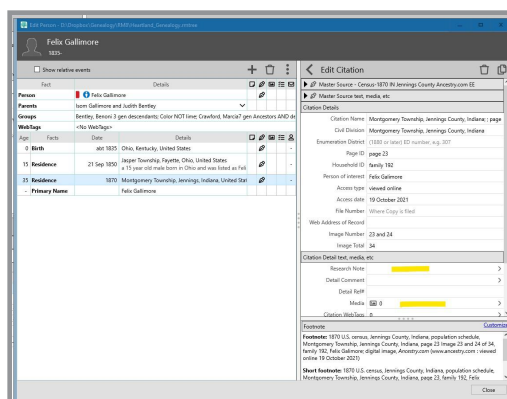 Edit Person - D:\Dropbox\Genealogy\RMF\Heartland_Genealogy.rmtree
Felix Gallimore
1835-
Show relative events
Fact Details
Person Felix Gallimore
Parents Isom Gallimore and Judith Bentley
Groups Bentley, Benoni 3 gen descendants; Color NOT lime; Crawford, Marcia7 gen Ancestors AND de
WebTags <No WebTags>
Age Facts Date Details
0 Birth abt 1835 Ohio, Kentucky, United States
15 Residence 21 Sep 1850 Jasper Township, Fayette, Ohio, United States
a 15 year old male born in Ohio and was listed as Feli
35 Residence 1870 Montgomery Township, Jennings, Indiana, United Stat
- Primary Name Felix Gallimore
Edit Citation
Master Source - Census-1870 IN Jennings County Ancestry.com EE
Master Source text, media, etc
Citation Details
Citation Name Montgomery Township, Jennings County, Indiana; ; page
Civil Division Montgomery Township, Jennings County, Indiana
Enumeration District (1880 or later) ED number, e.g. 307
Page ID page 23
Household ID family 192
Person of interest Felix Gallimore
Access type viewed online
Access date 19 October 2021
File Number Where Copy is filed
Web Address of Record
Image Number 23 and 24
Image Total 34
Citation Detail text, media, etc
Research Note
Detail Comment
Detail Ref#
Media 0
Citation WebTags 0
Footnote Customize
Footnote: 1870 U.S. census, Jennings County, Indiana, population schedule,
Montgomery Township, Jennings County, Indiana, page 23 Image 23 and 24 of 34,
family 192, Felix Gallimore; digital image, Ancestry.com (www.ancestry.com : viewed
online 19 October 2021)
Short footnote: 1870 U.S. census, Jennings County, Indiana, population schedule,
Montgomery Township, Jennings County, Indiana, page 23, family 192, Felix
Close